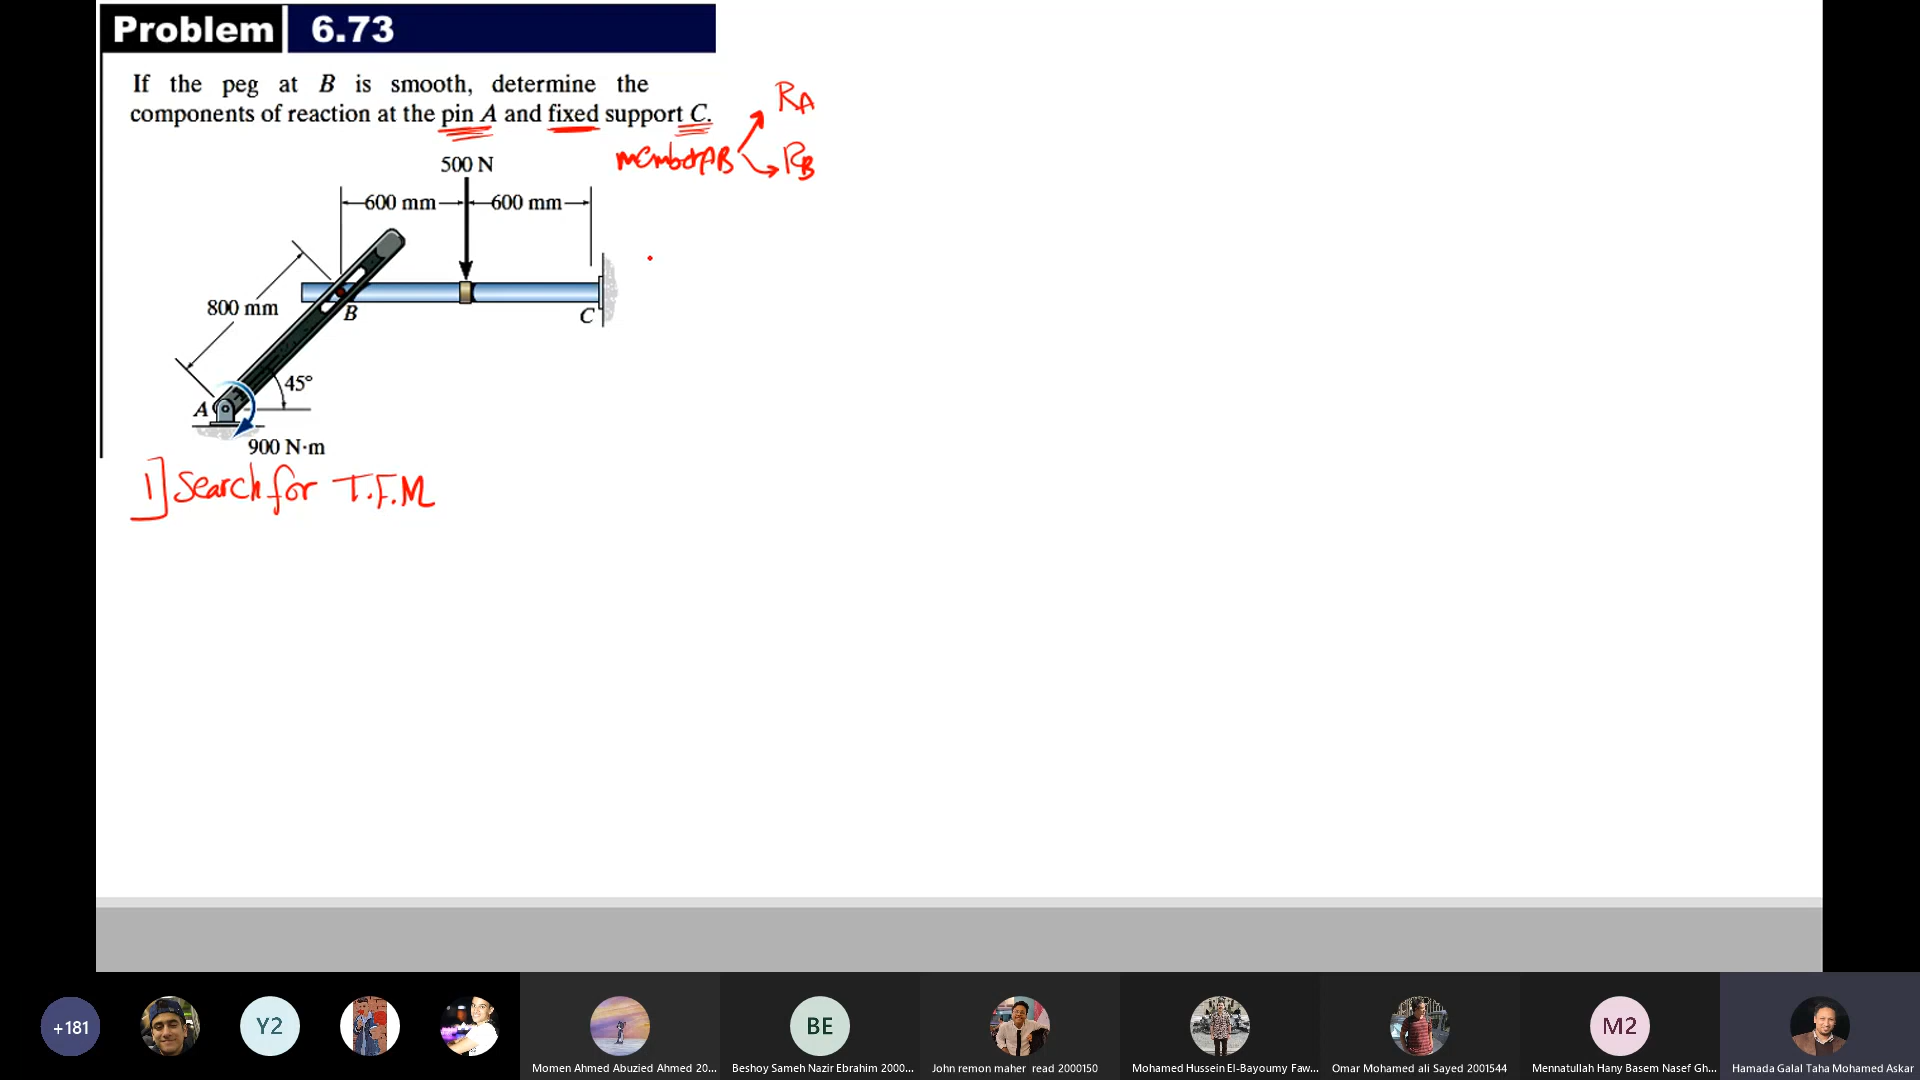 Problem 6.73
If the peg at B is smooth, determine the
components of reaction at the pin A and fixed support C.
RA
member AB
RB
500 N
600 mm 600 mm
800 mm
B
C
45°
A
900 N·m
1] Search for T.F.M
+181
Y2
BE
M2
Momen Ahmed Abuzied Ahmed 20...
Beshoy Sameh Nazir Ebrahim 2000...
John remon maher read 2000150
Mohamed Hussein El-Bayoumy Faw...
Omar Mohamed ali Sayed 2001544
Mennatullah Hany Basem Nasef Gh...
Hamada Galal Taha Mohamed Askar